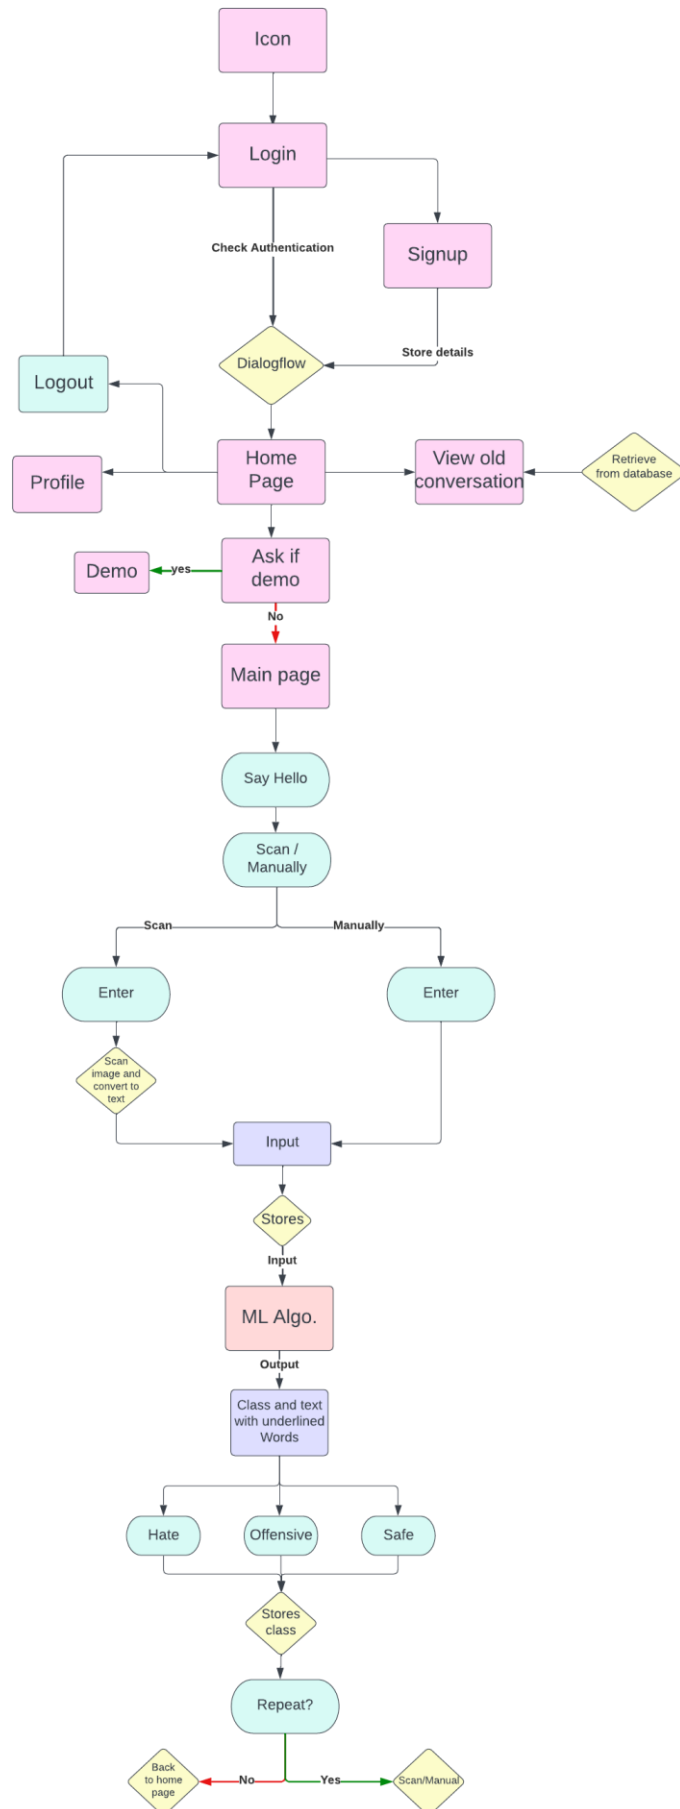 Icon
Login
Check Authentication
Signup
Store details
Dialogflow
Logout
Profile
Home
Page
View old
conversation
Retrieve
from database
Demo
yes
Ask if
demo
No
Main page
Say Hello
Scan /
Manually
Scan
Manually
Enter
Enter
Scan
image and
convert to
text
Input
Stores
Input
ML Algo.
Output
Class and text
with underlined
Words
Hate
Offensive
Safe
Stores
class
Repeat?
Back
to home
page
No
Yes
Scan/Manual